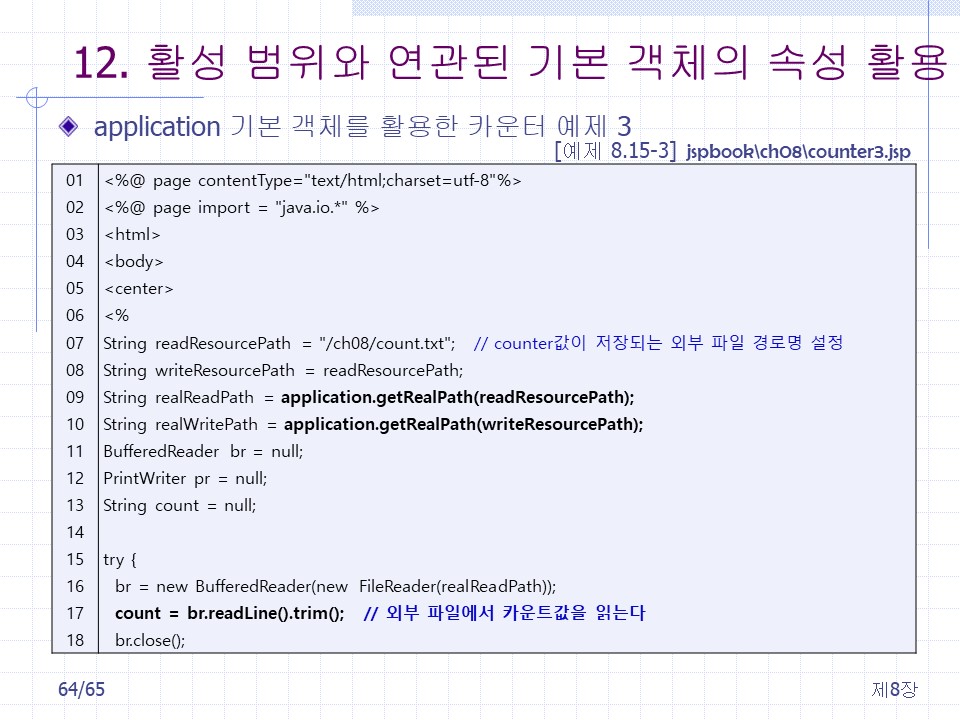 12. 활성 범위와 연관된 기본 객체의 속성 활용
application 기본 객체를 활용한 카운터 예제 3
[예제 8.15-3] jspbook\ch08\counter3.jsp
01 <%@ page contentType="text/html;charset=utf-8"%>
02 <%@ page import = "java.io.*" %>
03 <html>
04 <body>
05 <center>
06 <%
07 String readResourcePath = "/ch08/count.txt"; // counter값이 저장되는 외부 파일 경로명 설정
08 String writeResourcePath = readResourcePath;
09 String realReadPath = application.getRealPath(readResourcePath);
10 String realWritePath = application.getRealPath(writeResourcePath);
11 BufferedReader br = null;
12 PrintWriter pr = null;
13 String count = null;
14
15 try {
16 br = new BufferedReader(new FileReader(realReadPath));
17 count = br.readLine().trim(); // 외부 파일에서 카운트값을 읽는다
18 br.close();
64/65
제8장